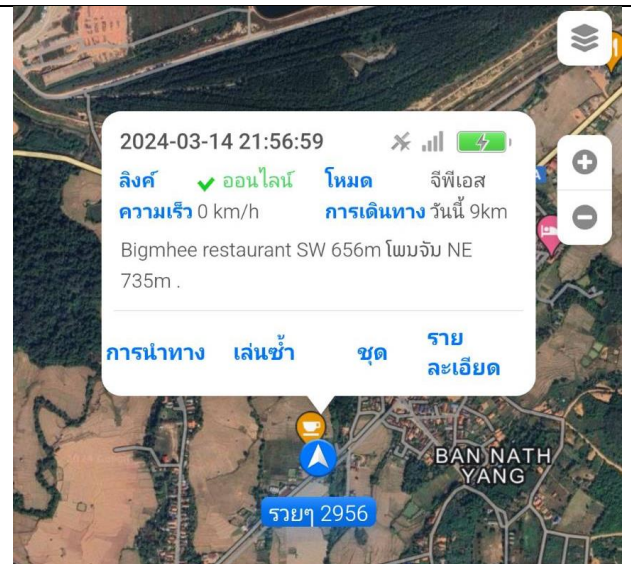 2024-03-14 21:56:59
ลิงค์ ออนไลน์ โหมด จีพีเอส
ความเร็ว 0 km/h การเดินทาง วันนี้ 9km
Bigmhee restaurant SW 656m โพนจัน NE
735m .
การนำทาง เล่นซ้ำ ชุด ราย
ละเอียด
BAN NATH
YANG
รวยๆ 2956